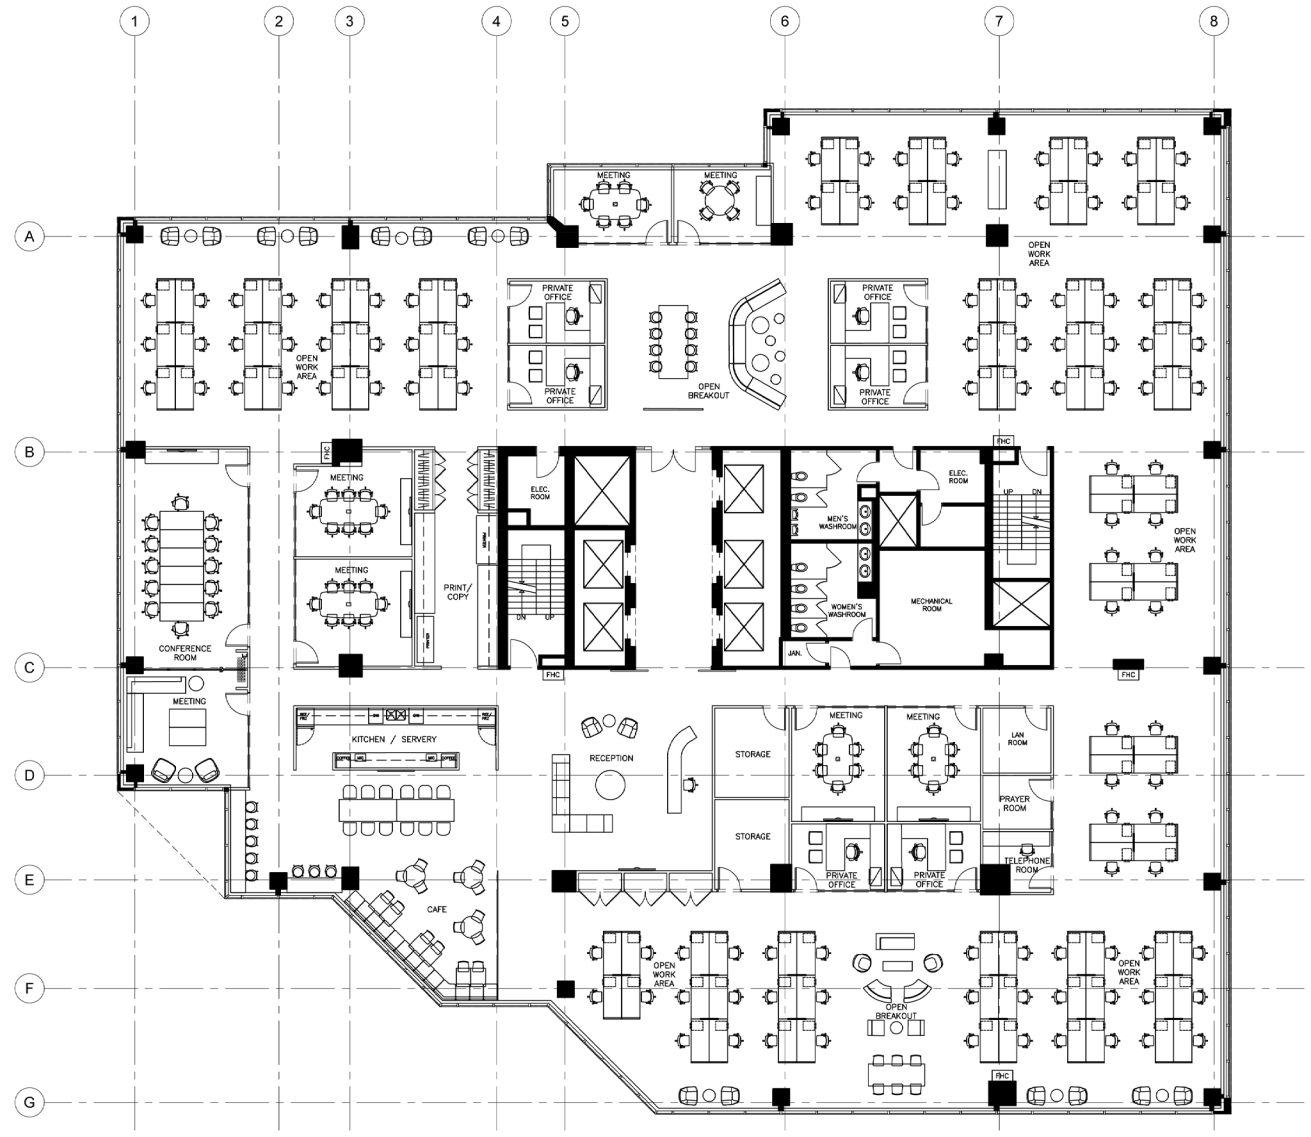 1
2
3
4
5
6
7
8
MEETING
MEETING
A
OPEN
WORK
AREA
PRIVATE
OFFICE
PRIVATE
OFFICE
OPEN
WORK
AREA
OPEN
BREAKOUT
PRIVATE
OFFICE
PRIVATE
OFFICE
B
FHC
FHC
MEETING
ELEC.
ROOM
ELEC.
ROOM
UP
DN
MEN'S
WASHROOM
OPEN
WORK
AREA
MEETING
PRINT/
COPY
DN
UP
WOMEN'S
WASHROOM
MECHANICAL
ROOM
PRINTER
CONFERENCE
ROOM
JAN.
C
FHC
FHC
MEETING
MEETING
MEETING
KITCHEN / SERVERY
LAN
ROOM
COFFEE
COFFEE
RECEPTION
STORAGE
D
PRAYER
ROOM
STORAGE
TELEPHONE
ROOM
PRIVATE
OFFICE
PRIVATE
OFFICE
E
CAFE
OPEN
WORK
AREA
OPEN
WORK
AREA
F
OPEN
BREAKOUT
FHC
G